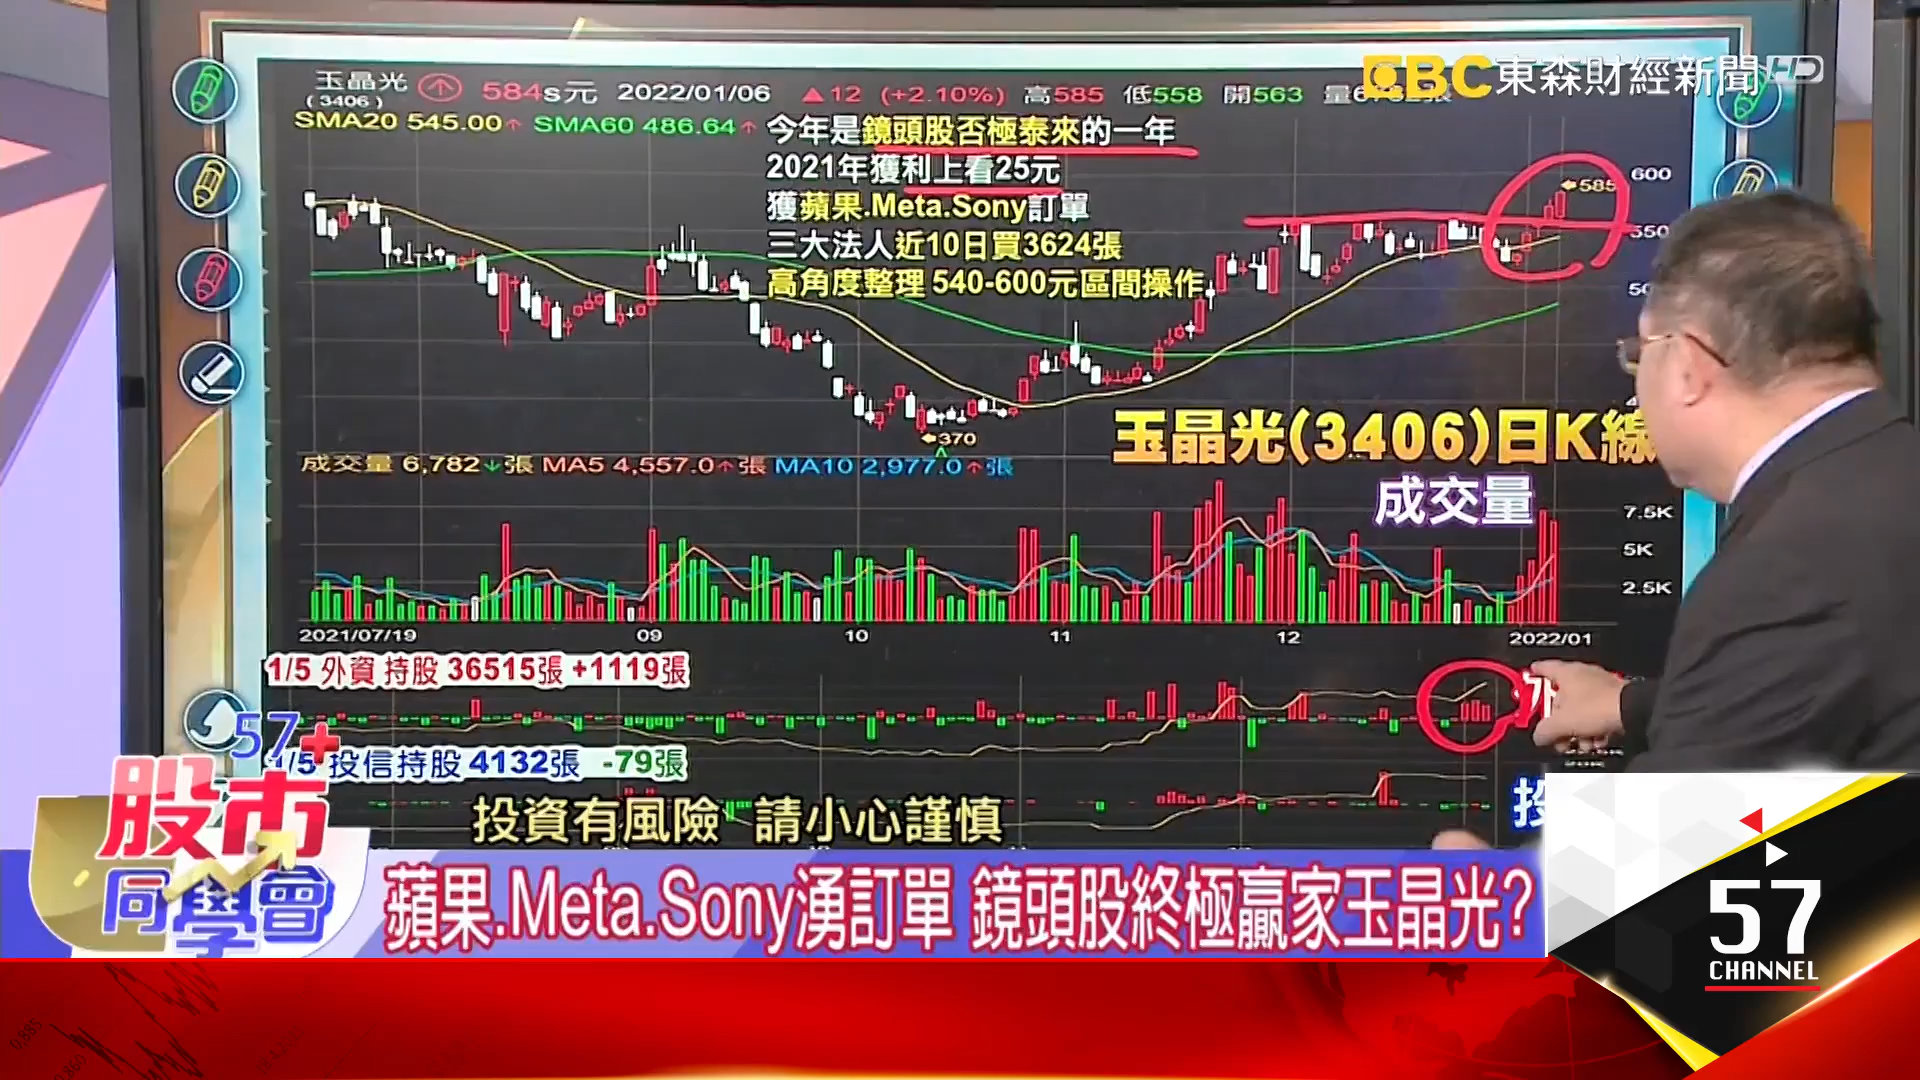 EBC東森財經新聞HD
玉晶光 584s元 2022/01/06 ▲12 (+2.10%) 高585 低558 開563
(3406)
SMA20 545.00↑ SMA60 486.64↑
今年是鏡頭股否極泰來的一年
2021年獲利上看25元
獲蘋果.Meta.Sony訂單
三大法人近10日買3624張
高角度整理 540-600元區間操作
600
585
550
370
玉晶光(3406)日K線
成交量
成交量 6,782↓張 MA5 4,557.0↑張 MA10 2,977.0↑張
7.5K
5K
2.5K
2021/07/19 09 10 11 12 2022/01
1/5 外資 持股 36515張 +1119張
外
1/5 投信持股 4132張 -79張
投
投資有風險 請小心謹慎
57+
股市
同學會
蘋果.Meta.Sony湧訂單 鏡頭股終極贏家玉晶光?
57
CHANNEL